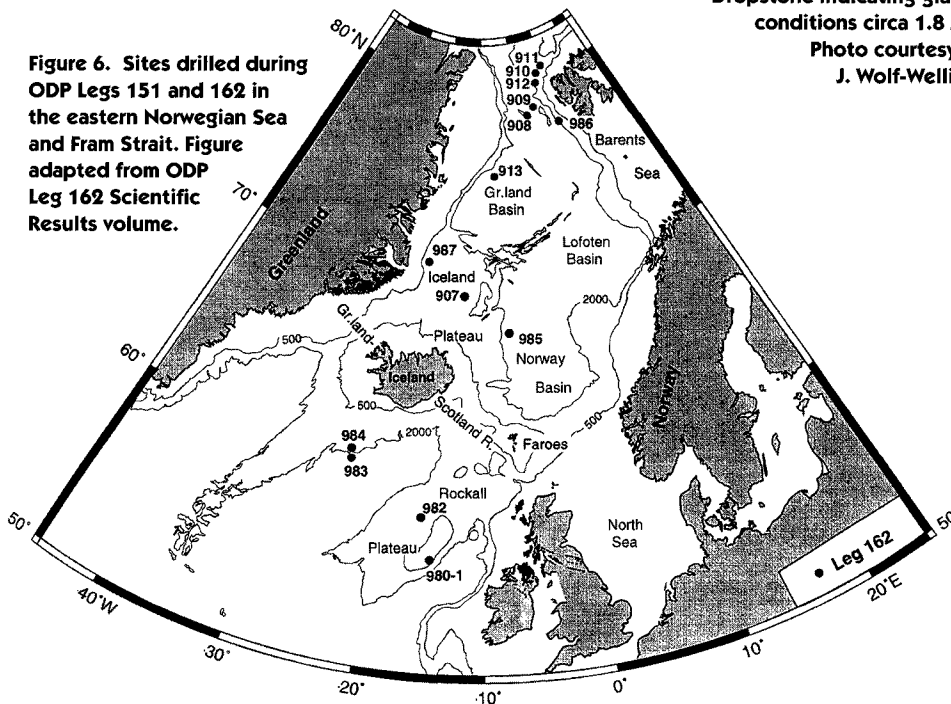 Dropstone indicating gla
conditions circa 1.8
Photo courtesy
J. Wolf-Welli
Figure 6. Sites drilled during
ODP Legs 151 and 162 in
the eastern Norwegian Sea
and Fram Strait. Figure
adapted from ODP
Leg 162 Scientific
Results volume.
80°N
911
910
912
909
908
986
Barents
Sea
70°
913
Gr.land
Basin
Greenland
Lofoten
Basin
987
Iceland
907
2000
Gr.land-
Plateau
985
500
Norway
Basin
60°
Iceland
Norway
500
Scotland R.
500
Faroes
984
2000
983
Rockall
982
North
Sea
Plateau
980-1
50°
50
Leg 162
40°W
20°E
-30°
10°
-20°
-10°
0°